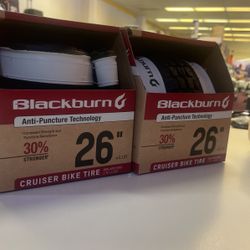 Blackburn
Anti-Puncture Technology
30%
STRONGER
26"
CRUISER BIKE TIRE
Blackburn
Anti-Puncture Technology
30%
STRONGER
26"
CRUISER BIKE TIRE